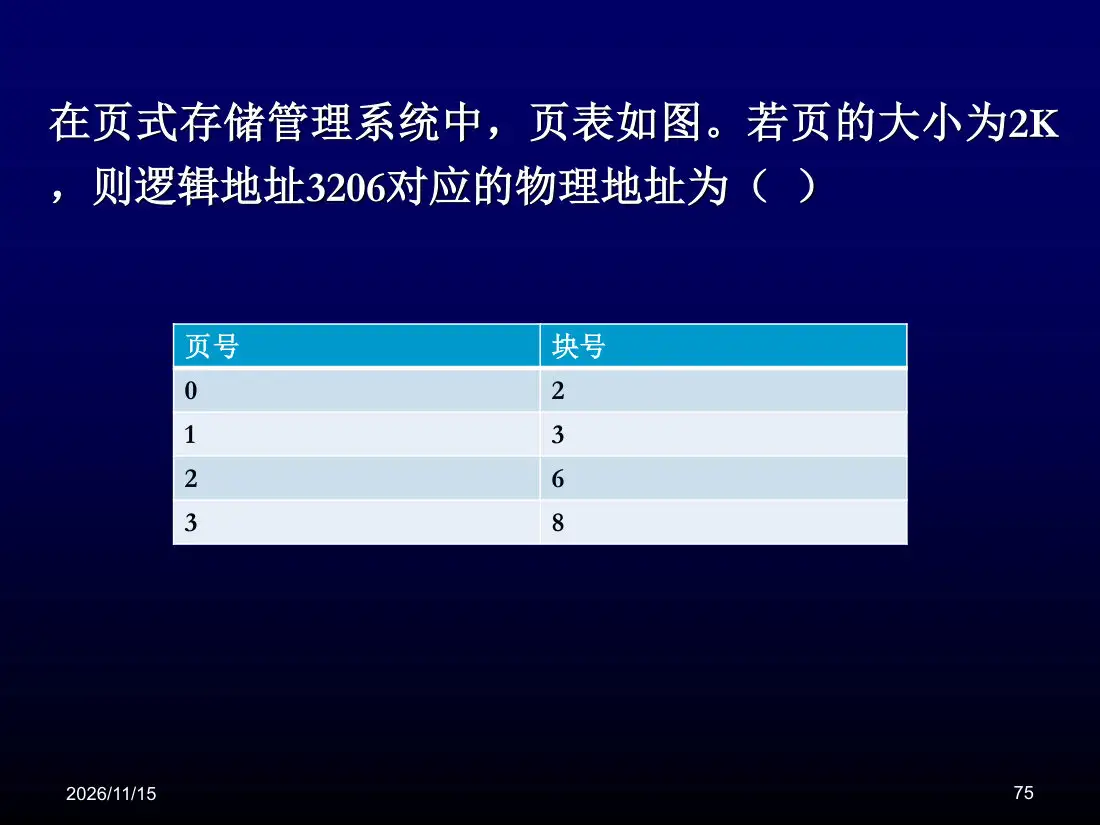 在页式存储管理系统中，页表如图。若页的大小为2K
，则逻辑地址3206对应的物理地址为（ ）
页号 块号
0 2
1 3
2 6
3 8
2026/11/15 75